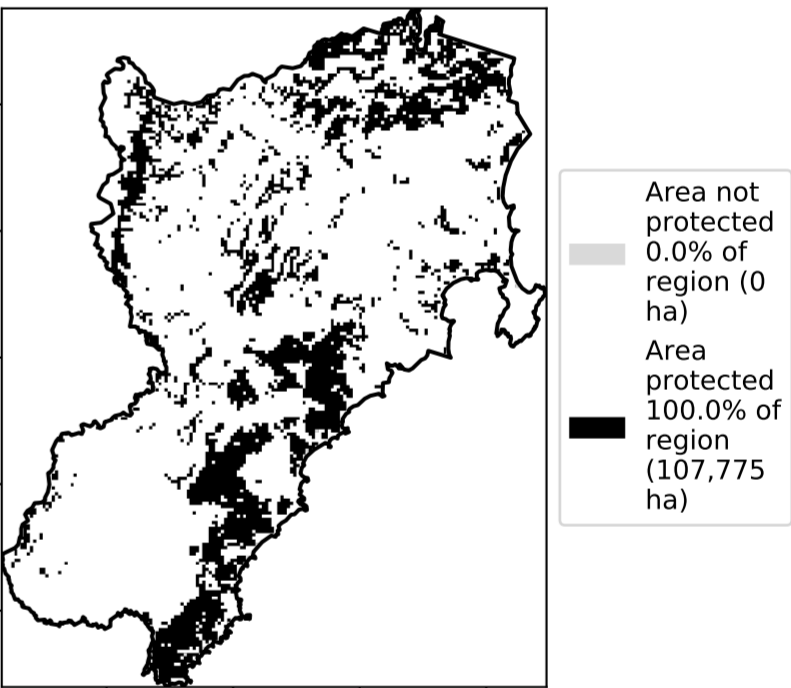 Area not
protected
0.0% of
region (0
ha)
Area
protected
100.0% of
region
(107,775
ha)